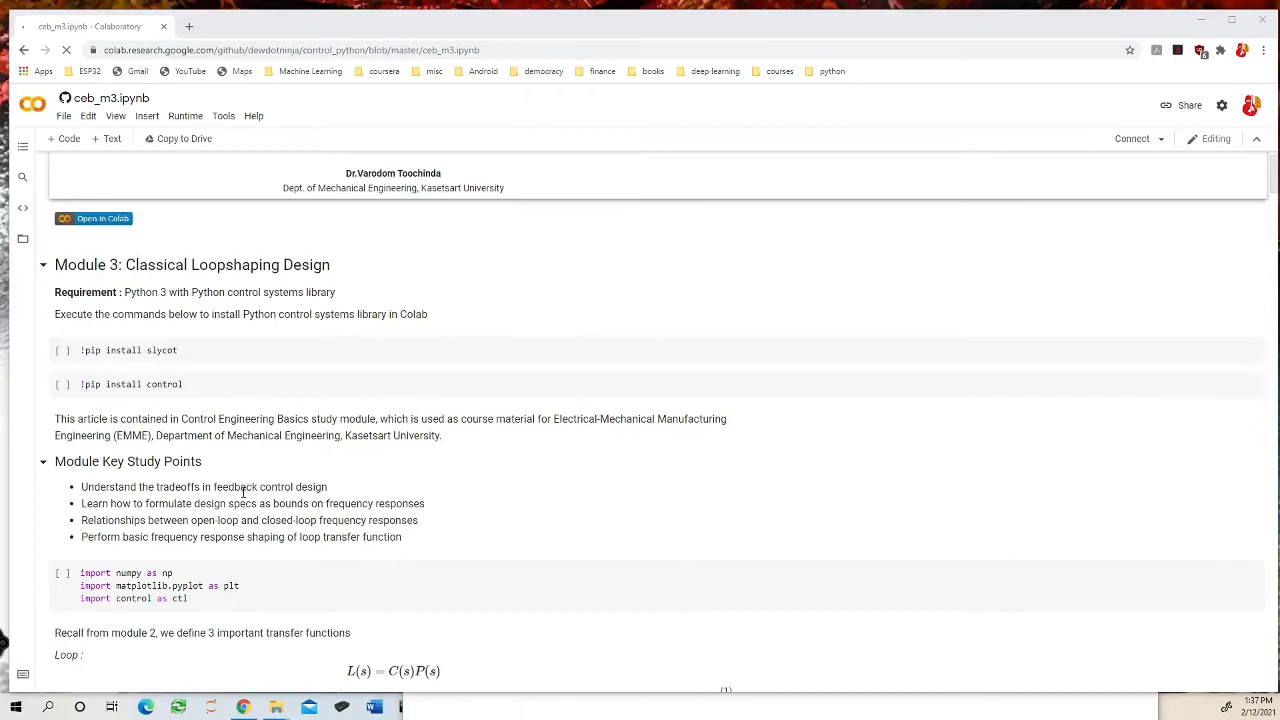 ceb_m3.ipynb - Colaboratory
colab.research.google.com/github/dewdotninja/control_python/blob/master/ceb_m3.ipynb
Apps ESP32 Gmail YouTube Maps Machine Learning coursera misc Android democracy finance books deep learning courses python
ceb_m3.ipynb
Share
File Edit View Insert Runtime Tools Help
+ Code + Text Copy to Drive Connect Editing
Dr.Varodom Toochinda
Dept. of Mechanical Engineering, Kasetsart University
Open in Colab
Module 3: Classical Loopshaping Design
Requirement : Python 3 with Python control systems library
Execute the commands below to install Python control systems library in Colab
[ ] !pip install slycot
[ ] !pip install control
This article is contained in Control Engineering Basics study module, which is used as course material for Electrical-Mechanical Manufacturing
Engineering (EMME), Department of Mechanical Engineering, Kasetsart University.
Module Key Study Points
• Understand the tradeoffs in feedback control design
• Learn how to formulate design specs as bounds on frequency responses
• Relationships between open-loop and closed-loop frequency responses
• Perform basic frequency response shaping of loop transfer function
[ ] import numpy as np
import matplotlib.pyplot as plt
import control as ctl
Recall from module 2, we define 3 important transfer functions
Loop :
L(s) = C(s)P(s)
(1)
1:37 PM
2/12/2021